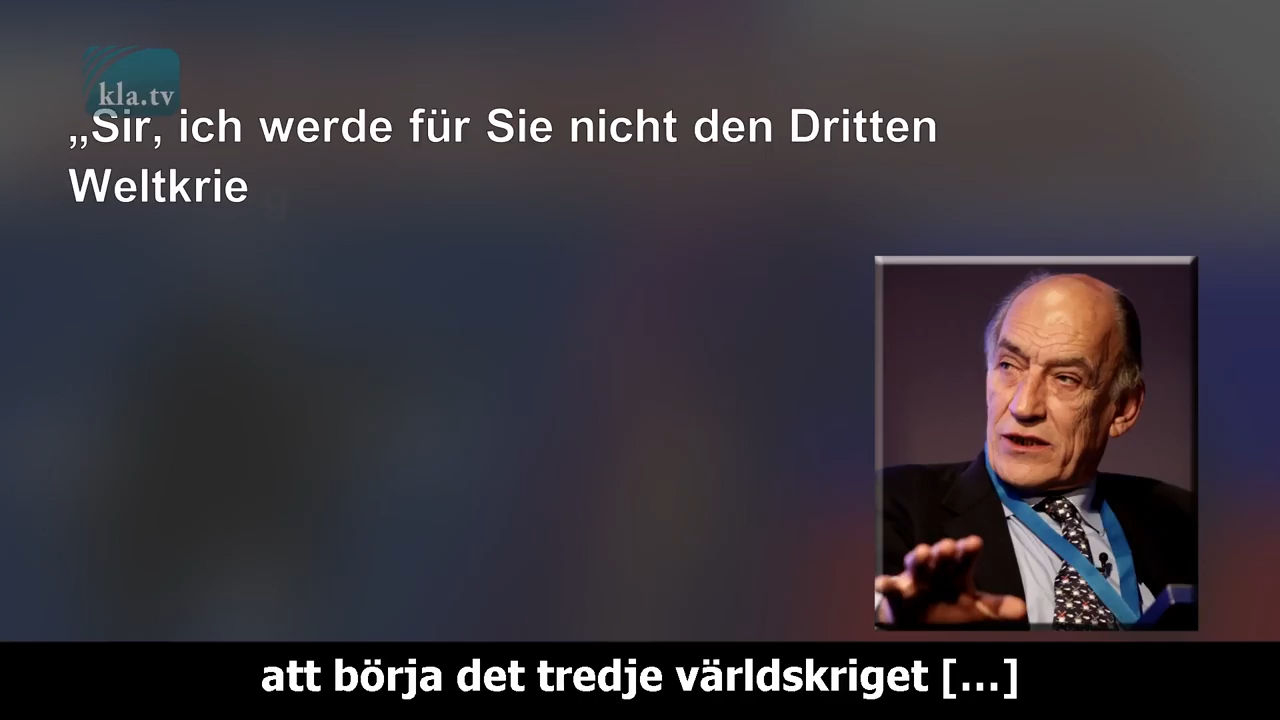 kla.tv
„Sir, ich werde für Sie nicht den Dritten
Weltkrie
att börja det tredje världskriget [...]